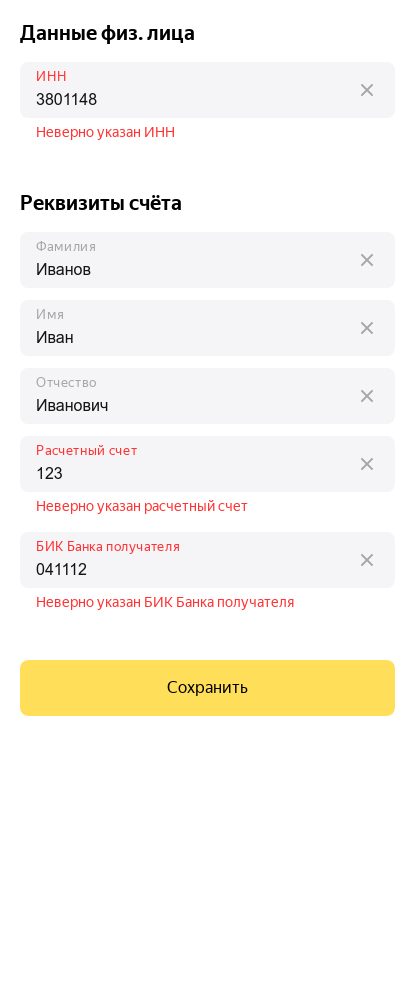 Данные физ. лица
ИНН
3801148
Неверно указан ИНН
Реквизиты счёта
Фамилия
Иванов
Имя
Иван
Отчество
Иванович
Расчетный счет
123
Неверно указан расчетный счет
БИК Банка получателя
041112
Неверно указан БИК Банка получателя
Сохранить